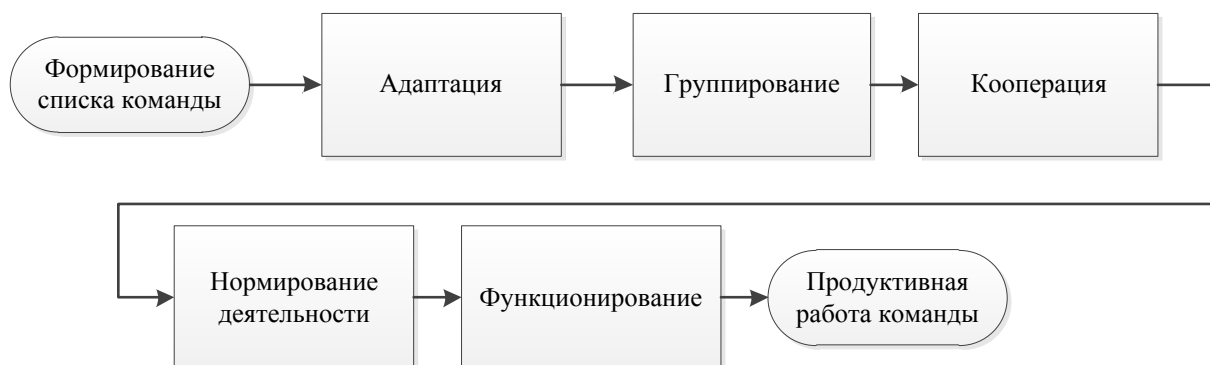 Формирование
списка команды
Адаптация
Группирование
Кооперация
Нормирование
деятельности
Функционирование
Продуктивная
работа команды